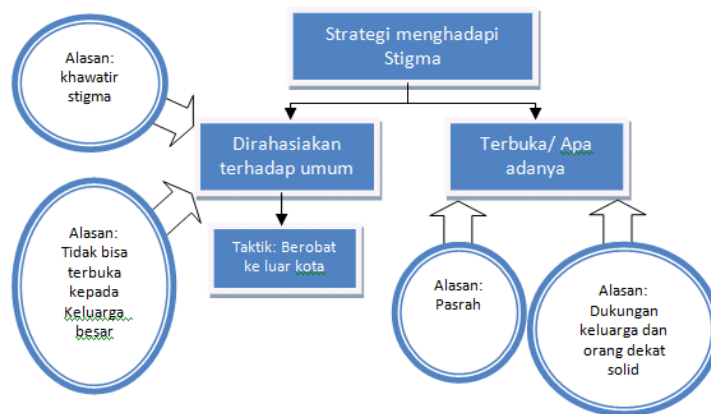 Strategi menghadapi
Stigma
Alasan:
khawatir
stigma
Dirahasiakan
terhadap umum
Terbuka/ Apa
adanya
Alasan:
Tidak bisa
terbuka
kepada
Keluarga
besar
Taktik: Berobat
ke luar kota
Alasan:
Pasrah
Alasan:
Dukungan
keluarga dan
orang dekat
solid